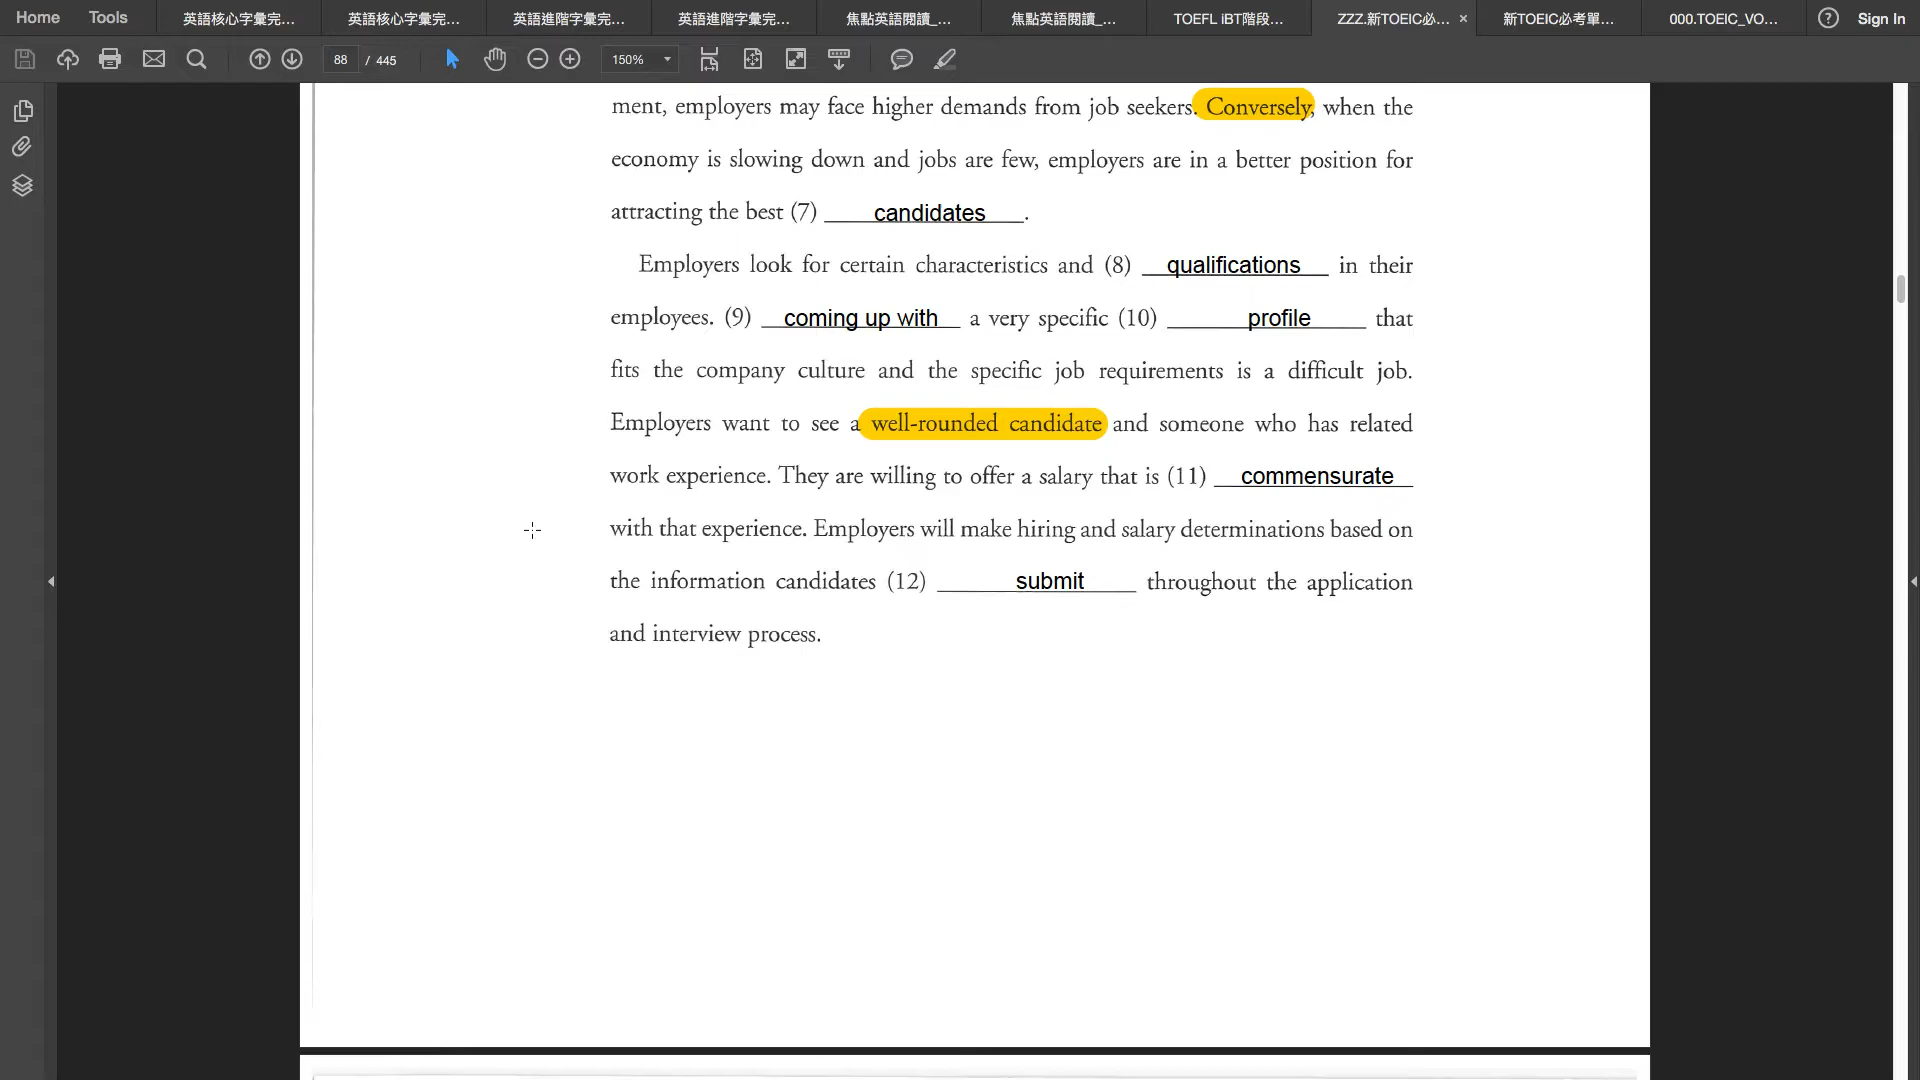 Home Tools 英語核心字彙完... 英語核心字彙完... 英語進階字彙完... 英語進階字彙完... 焦點英語閱讀_... 焦點英語閱讀_... TOEFL iBT階段... ZZZ.新TOEIC必... × 新TOEIC必考單... 000.TOEIC_VO... ? Sign In
88 / 445 150%
ment, employers may face higher demands from job seekers. Conversely, when the
economy is slowing down and jobs are few, employers are in a better position for
attracting the best (7) candidates.
Employers look for certain characteristics and (8) qualifications in their
employees. (9) coming up with a very specific (10) profile that
fits the company culture and the specific job requirements is a difficult job.
Employers want to see a well-rounded candidate and someone who has related
work experience. They are willing to offer a salary that is (11) commensurate
with that experience. Employers will make hiring and salary determinations based on
the information candidates (12) submit throughout the application
and interview process.